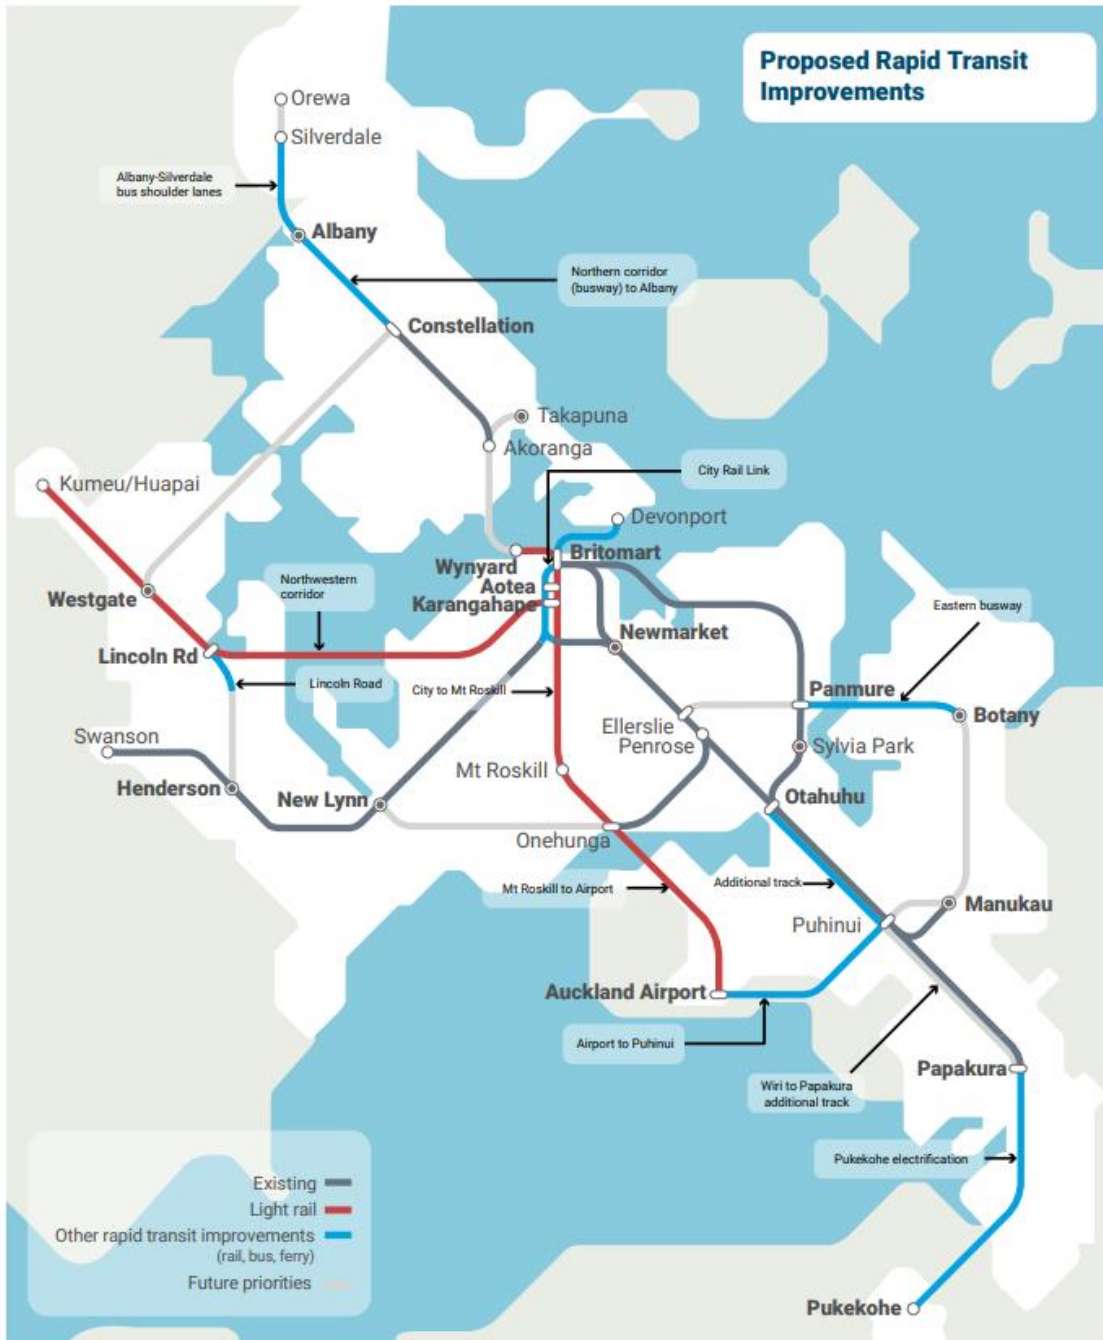 Proposed Rapid Transit
Improvements
Orewa
Silverdale
Albany-Silverdale
bus shoulder lanes
Albany
Northern corridor
(busway) to Albany
Constellation
Takapuna
Akoranga
City Rail Link
Kumeu/Huapai
Devonport
Britomart
Wynyard
Aotea
Karangahape
Northwestern
corridor
Westgate
Eastern busway
Newmarket
Lincoln Rd
Lincoln Road
City to Mt Roskill
Panmure
Botany
Ellerslie
Penrose
Swanson
Sylvia Park
Mt Roskill
Henderson
New Lynn
Otahuhu
Onehunga
Mt Roskill to Airport
Additional track
Manukau
Puhinui
Auckland Airport
Airport to Puhinui
Papakura
Wiri to Papakura
additional track
Pukekohe electrification
Existing
Light rail
Other rapid transit improvements
(rail, bus, ferry)
Future priorities
Pukekohe